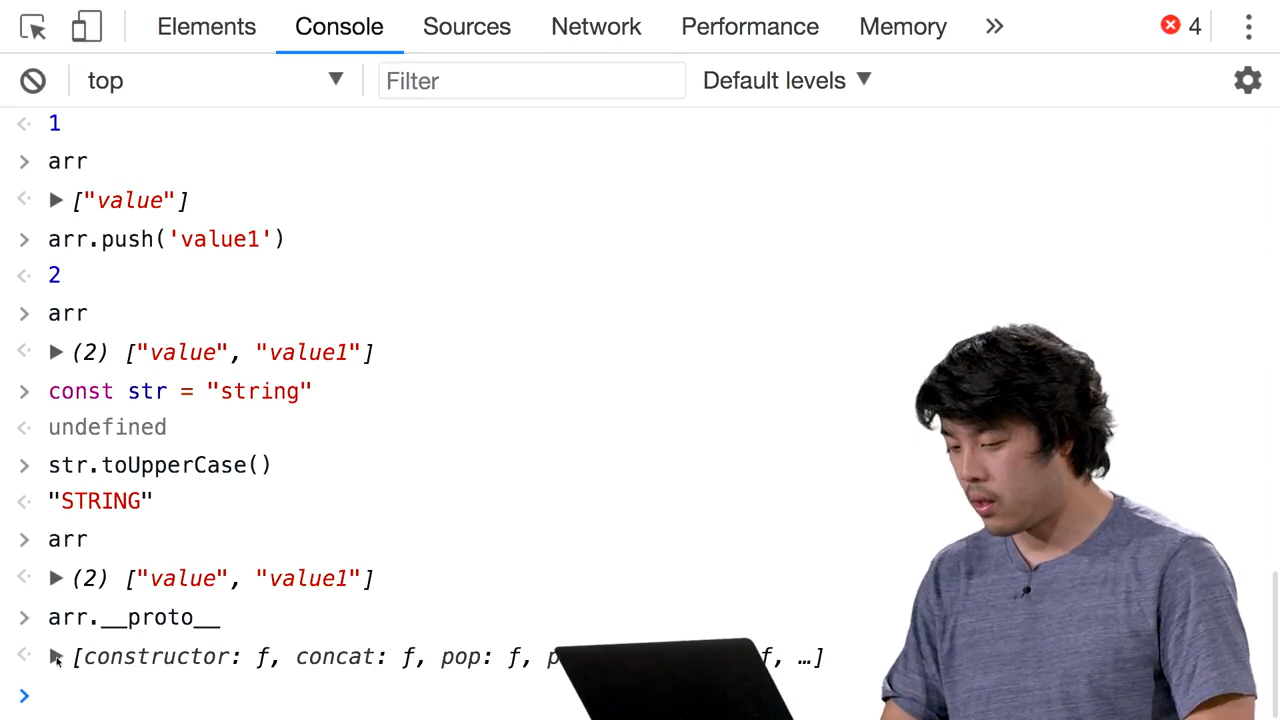 Elements Console Sources Network Performance Memory » 4
top Filter Default levels
1
arr
["value"]
arr.push('value1')
2
arr
(2) ["value", "value1"]
const str = "string"
undefined
str.toUpperCase()
"STRING"
arr
(2) ["value", "value1"]
arr.__proto__
[constructor: ƒ, concat: ƒ, pop: ƒ, ƒ, …]